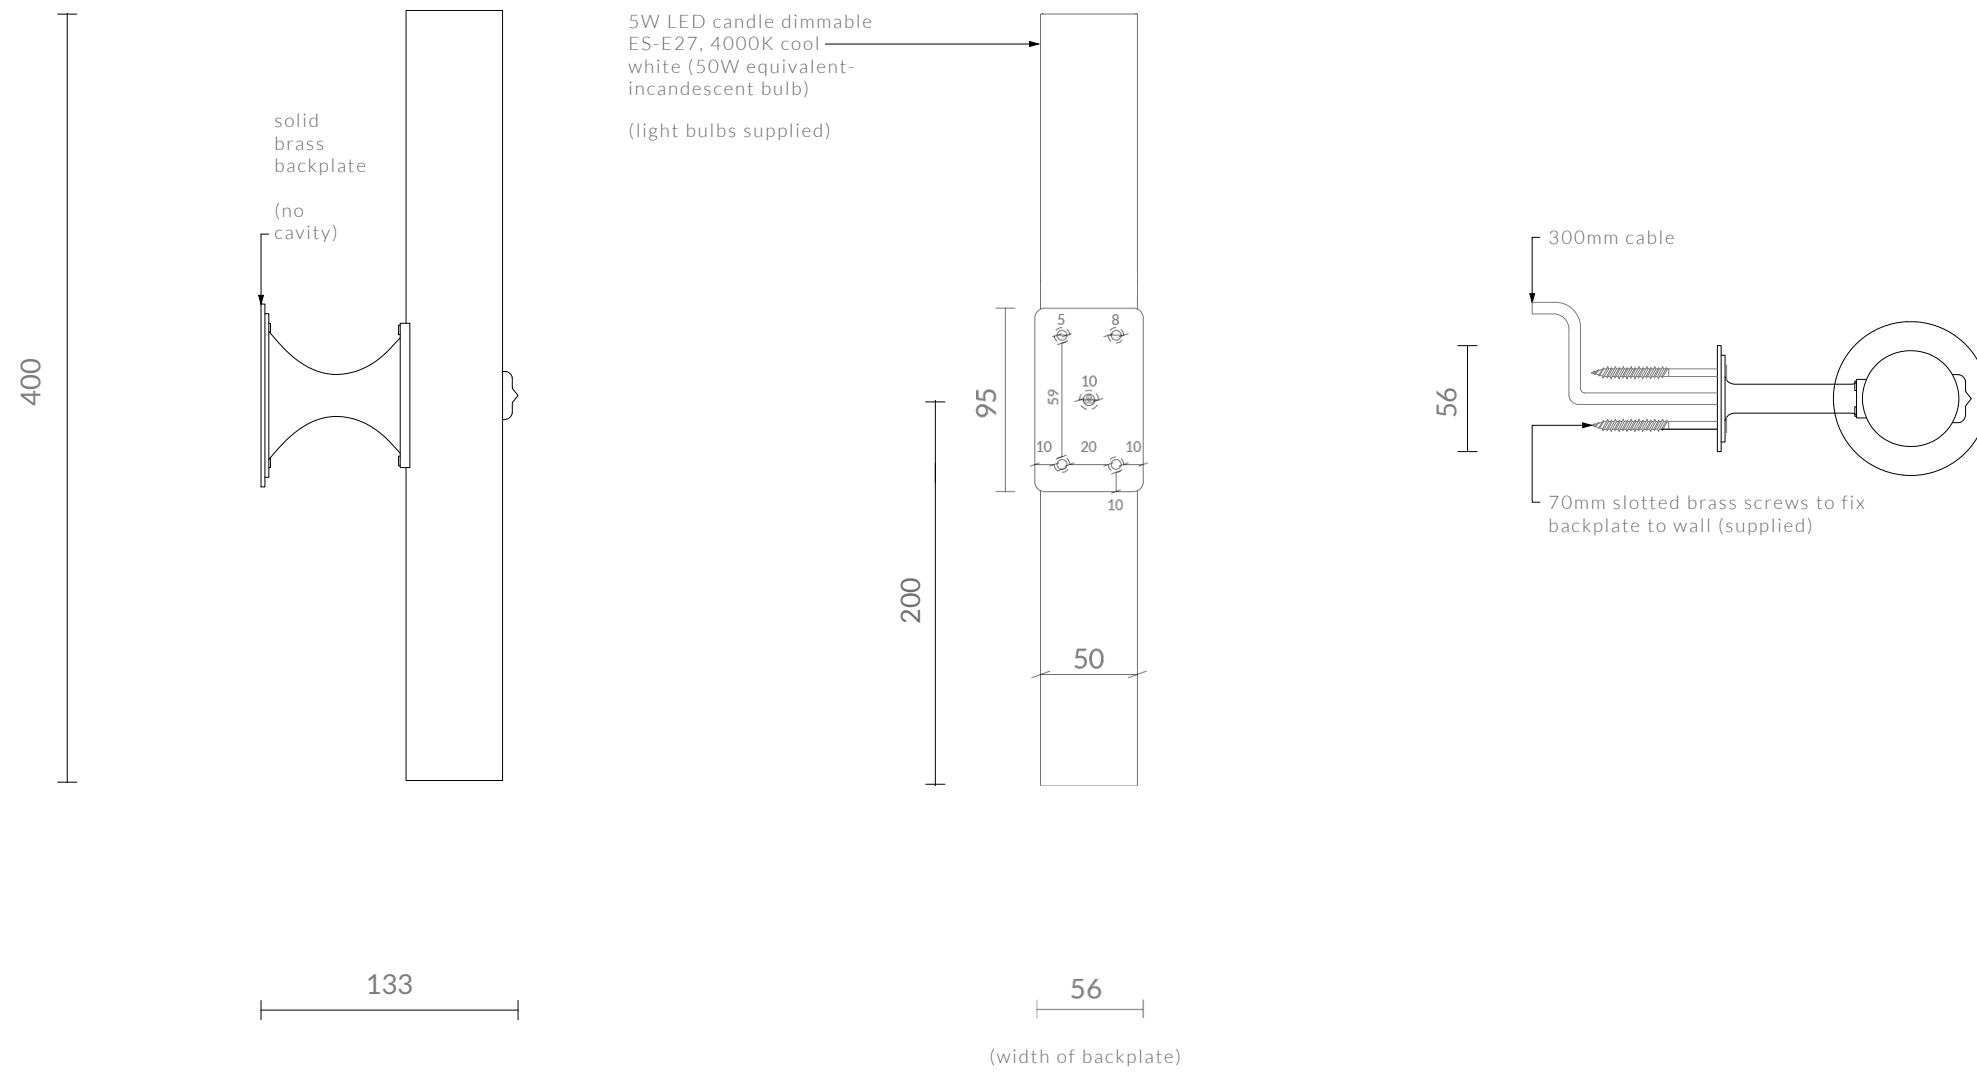 400
solid
brass
backplate
(no
cavity)
133
5W LED candle dimmable
ES-E27, 4000K cool
white (50W equivalent-
incandescent bulb)
(light bulbs supplied)
5 8
10
59
95
10 20 10
10
200
50
56
(width of backplate)
300mm cable
56
70mm slotted brass screws to fix
backplate to wall (supplied)